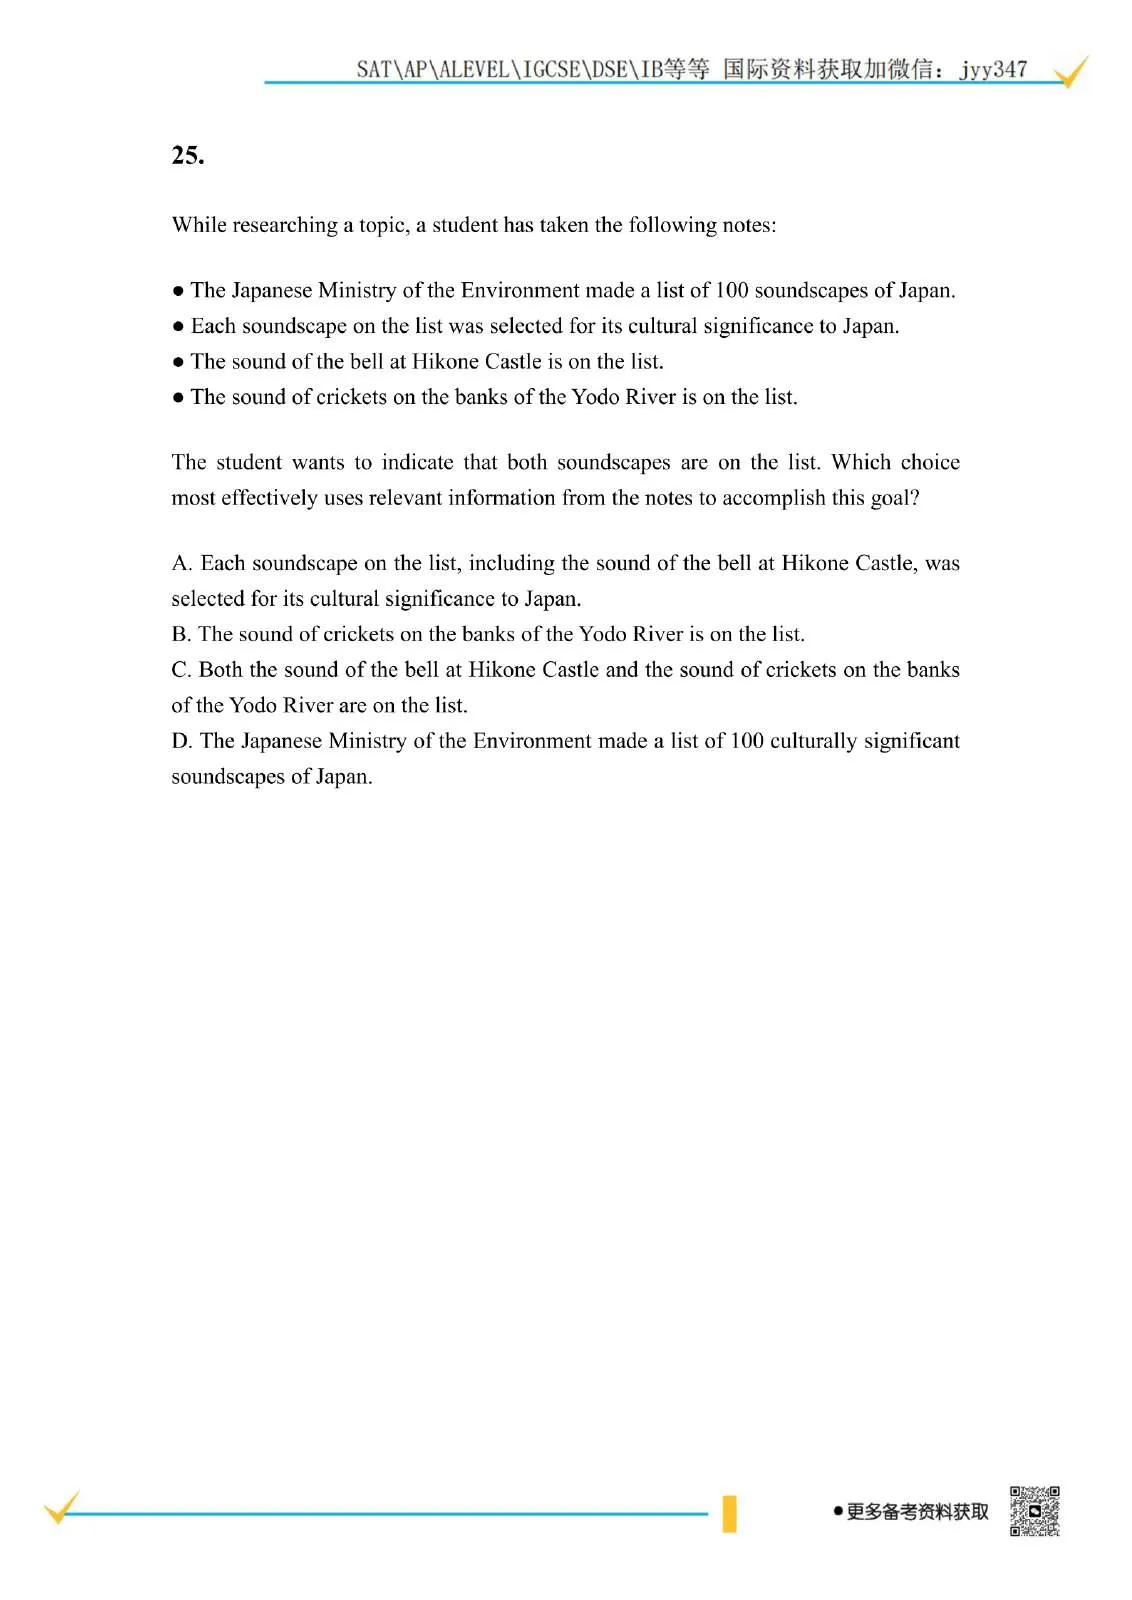 SAT\AP\ALEVEL\IGCSE\DSE\IB等等 国际资料获取加微信：jyy347
25.
While researching a topic, a student has taken the following notes:
● The Japanese Ministry of the Environment made a list of 100 soundscapes of Japan.
● Each soundscape on the list was selected for its cultural significance to Japan.
● The sound of the bell at Hikone Castle is on the list.
● The sound of crickets on the banks of the Yodo River is on the list.
The student wants to indicate that both soundscapes are on the list. Which choice
most effectively uses relevant information from the notes to accomplish this goal?
A. Each soundscape on the list, including the sound of the bell at Hikone Castle, was
selected for its cultural significance to Japan.
B. The sound of crickets on the banks of the Yodo River is on the list.
C. Both the sound of the bell at Hikone Castle and the sound of crickets on the banks
of the Yodo River are on the list.
D. The Japanese Ministry of the Environment made a list of 100 culturally significant
soundscapes of Japan.
●更多备考资料获取